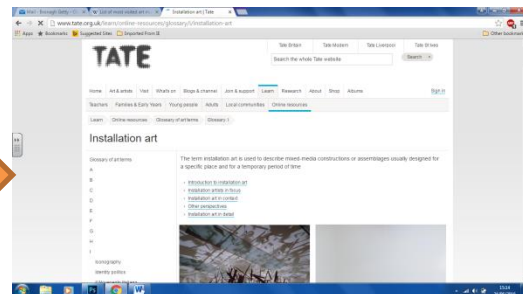 Installation art | Tate
www.tate.org.uk/learn/online-resources/glossary/i/installation-art
Apps Bookmarks Suggested Sites Imported From IE Other bookmarks
TATE
Tate Britain Tate Modern Tate Liverpool Tate St Ives
Search the whole Tate website Search
Home Art & artists Visit What's on Blogs & channel Join & support Learn Research About Shop Albums Sign in
Teachers Families & Early Years Young people Adults Local communities Online resources
Learn Online resources Glossary of art terms Glossary: I
Installation art
Glossary of art terms
The term installation art is used to describe mixed-media constructions or assemblages usually designed for
a specific place and for a temporary period of time
A
B
C
D
E
F
G
H
I
Introduction to installation art
Installation artists in focus
Installation art in context
Other perspectives
Installation art in detail
Iconography
Identity politics
15:24